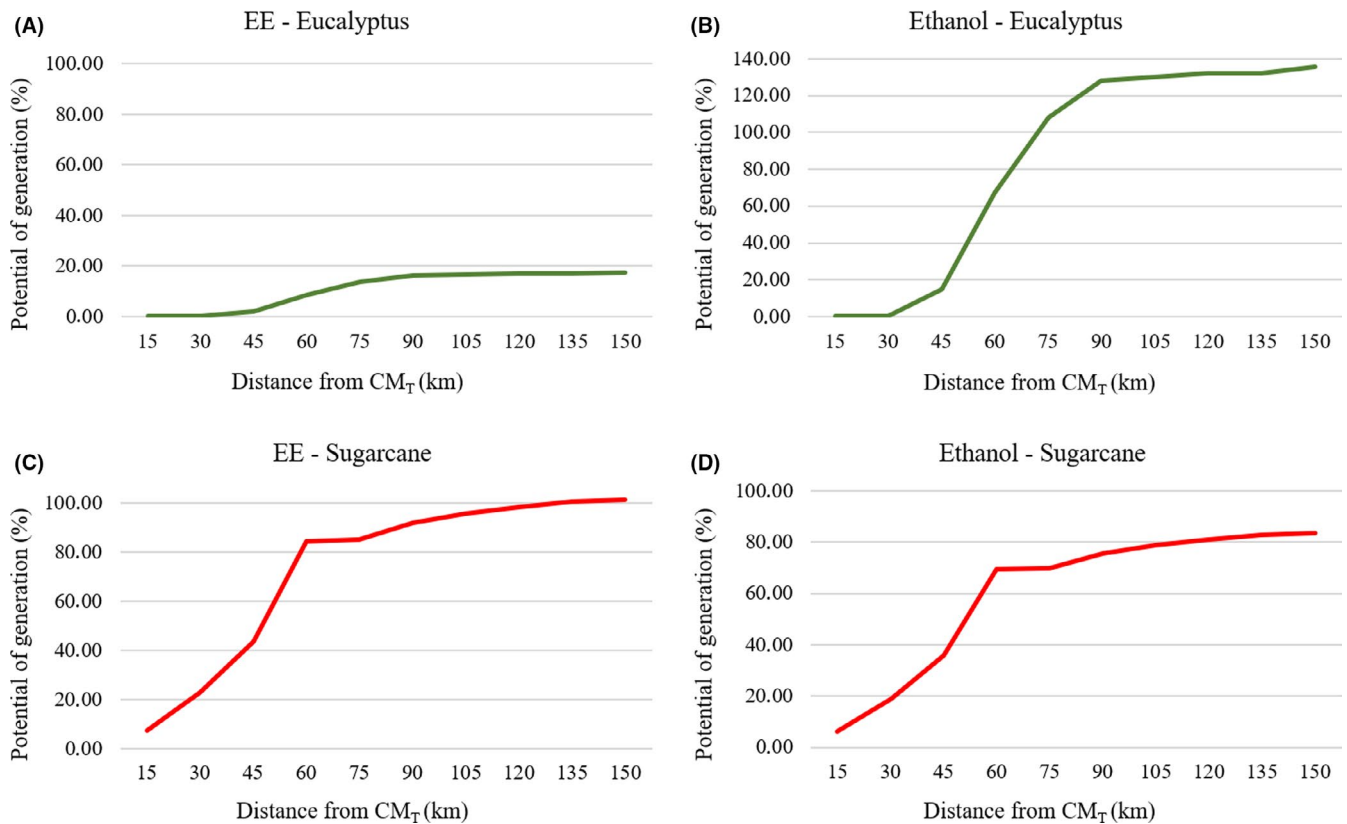 (A)
EE - Eucalyptus
Potential of generation (%)
100.00
80.00
60.00
40.00
20.00
0.00
15 30 45 60 75 90 105 120 135 150
Distance from CM_T (km)
(B)
Ethanol - Eucalyptus
Potential of generation (%)
140.00
120.00
100.00
80.00
60.00
40.00
20.00
0.00
15 30 45 60 75 90 105 120 135 150
Distance from CM_T (km)
(C)
EE - Sugarcane
Potential of generation (%)
100.00
80.00
60.00
40.00
20.00
0.00
15 30 45 60 75 90 105 120 135 150
Distance from CM_T (km)
(D)
Ethanol - Sugarcane
Potential of generation (%)
100.00
80.00
60.00
40.00
20.00
0.00
15 30 45 60 75 90 105 120 135 150
Distance from CM_T (km)